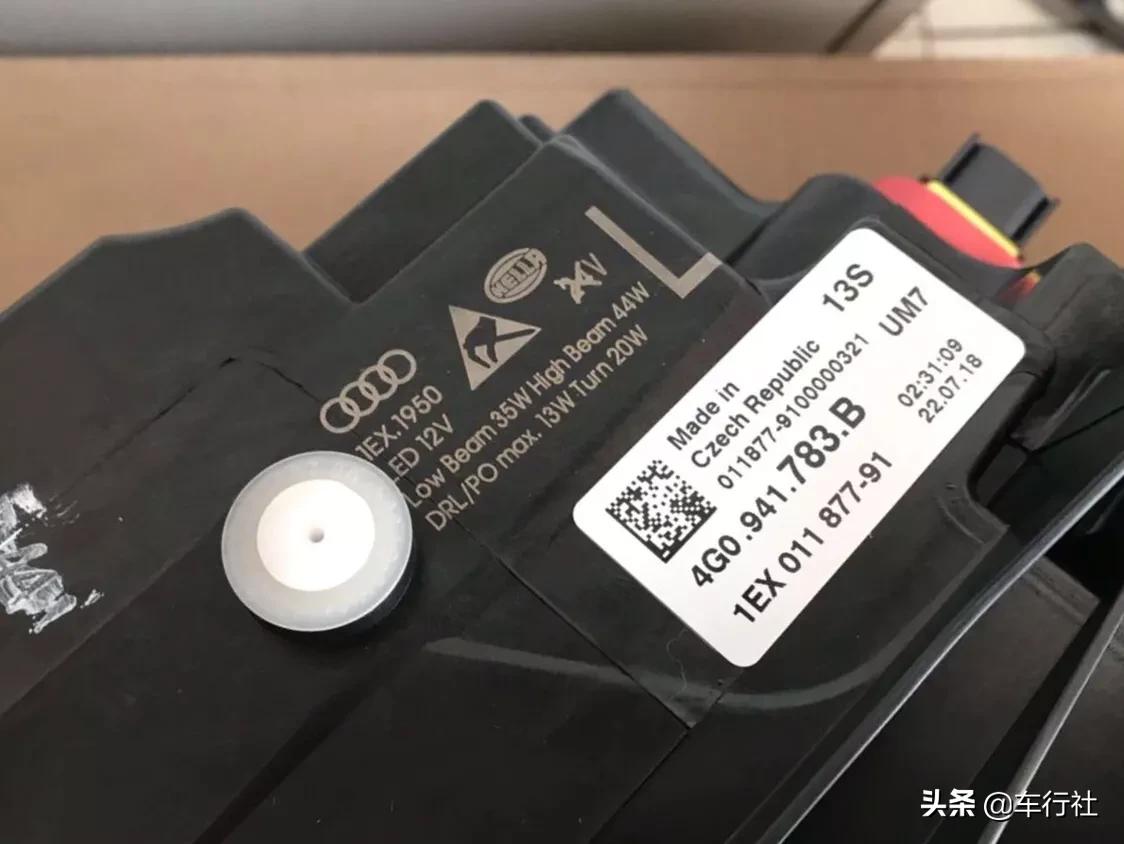 HELLA
24V
L
1EX.1950
LED 12V
Low Beam 35W High Beam 44W
DRL/PO max. 13W Turn 20W
13S
Made in
Czech Republic
UM7
011877-9100000321
02:31:09
22.07.18
4G0.941.783.B
1EX 011 877-91
头条 @车行社